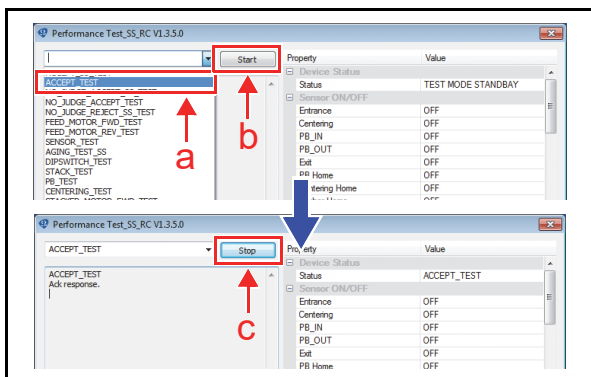 Performance Test_SS_RC V1.3.5.0
Start
Property Value
ACCEPT_TEST
NO_JUDGE_ACCEPT_TEST
NO_JUDGE_REJECT_SS_TEST
FEED_MOTOR_FWD_TEST
FEED_MOTOR_REV_TEST
SENSOR_TEST
AGING_TEST_SS
DIPSWITCH_TEST
STACK_TEST
PB_TEST
CENTERING_TEST
a
b
Device Status
Status TEST MODE STANDBAY
Sensor ON/OFF
Entrance OFF
Centering OFF
PB_IN OFF
PB_OUT OFF
Exit OFF
PB Home OFF
Home OFF
OFF
Performance Test_SS_RC V1.3.5.0
ACCEPT_TEST Stop
Value
ACCEPT_TEST
Ack response.
c
Device Status
Status ACCEPT_TEST
Sensor ON/OFF
Entrance OFF
Centering OFF
PB_IN OFF
PB_OUT OFF
Exit OFF
PB Home OFF